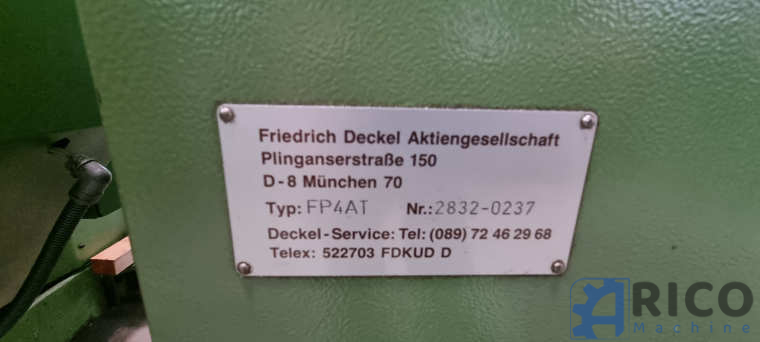 Friedrich Deckel Aktiengesellschaft
Plinganserstraße 150
D-8 München 70
Typ: FP4AT Nr.: 2832-0237
Deckel-Service: Tel: (089) 72 46 29 68
Telex: 522703 FDKUD D
ARICO
Machine